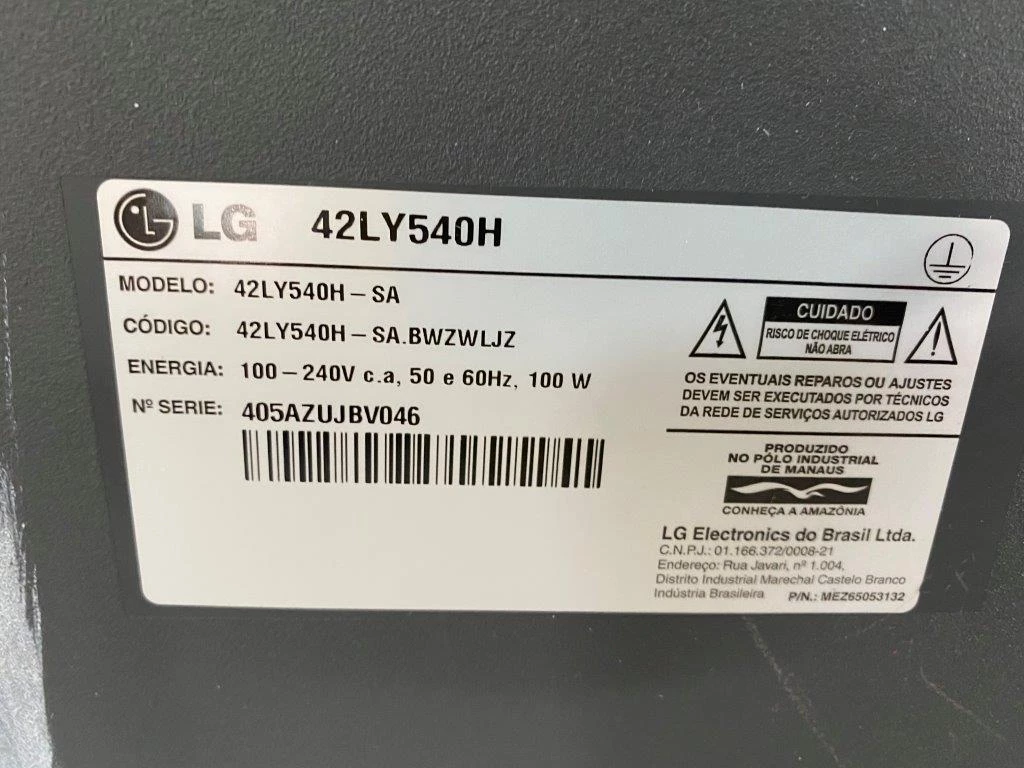 LG 42LY540H
MODELO: 42LY540H-SA
CÓDIGO: 42LY540H-SA.BWZWLJZ
ENERGIA: 100-240V c.a, 50 e 60Hz, 100 W
Nº SERIE: 405AZUJBV046
CUIDADO
RISCO DE CHOQUE ELÉTRICO
NÃO ABRA
OS EVENTUAIS REPAROS OU AJUSTES
DEVEM SER EXECUTADOS POR TÉCNICOS
DA REDE DE SERVIÇOS AUTORIZADOS LG
PRODUZIDO
NO PÓLO INDUSTRIAL
DE MANAUS
CONHEÇA A AMAZÔNIA
LG Electronics do Brasil Ltda.
C.N.P.J.: 01.166.372/0008-21
Endereço: Rua Javari, nº 1.004,
Distrito Industrial Marechal Castelo Branco
Indústria Brasileira P/N.: MEZ65053132